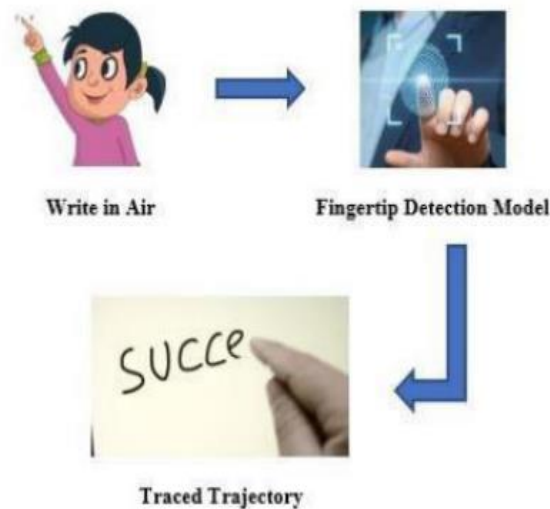 Write in Air
Fingertip Detection Model
succe
Traced Trajectory